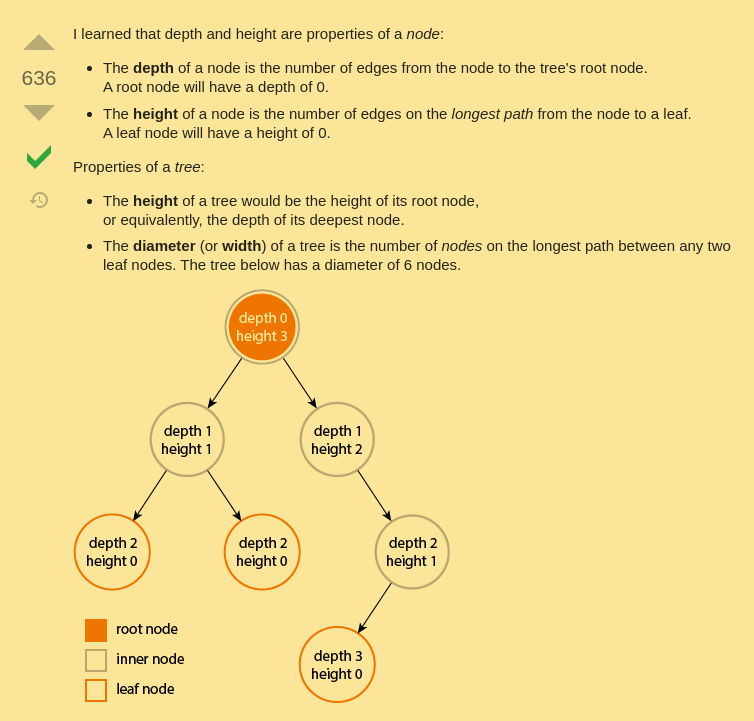 I learned that depth and height are properties of a node:
636
• The depth of a node is the number of edges from the node to the tree's root node.
A root node will have a depth of 0.
• The height of a node is the number of edges on the longest path from the node to a leaf.
A leaf node will have a height of 0.
Properties of a tree:
• The height of a tree would be the height of its root node,
or equivalently, the depth of its deepest node.
• The diameter (or width) of a tree is the number of nodes on the longest path between any two
leaf nodes. The tree below has a diameter of 6 nodes.
depth 0
height 3
depth 1
height 1
depth 1
height 2
depth 2
height 0
depth 2
height 0
depth 2
height 1
depth 3
height 0
root node
inner node
leaf node